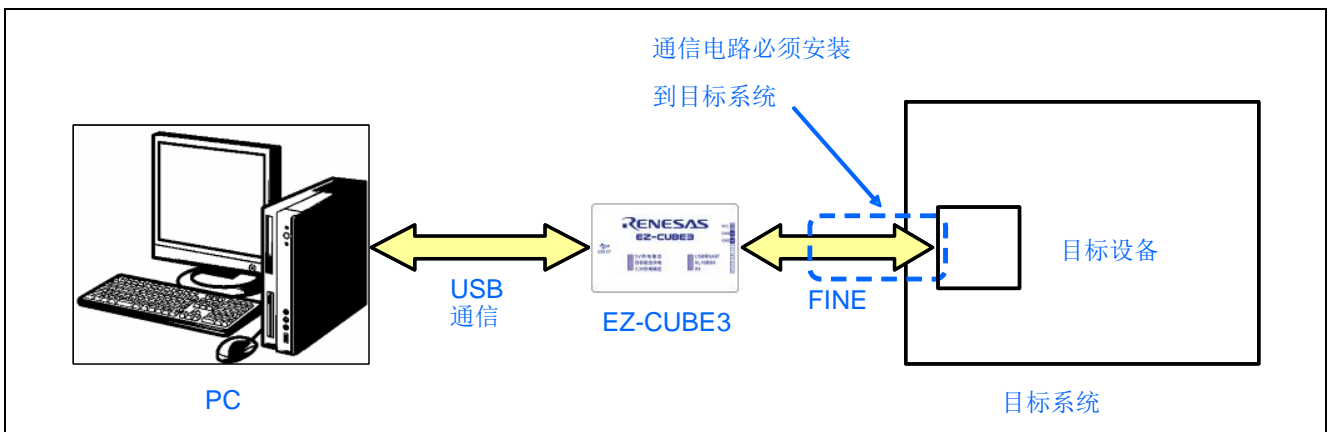 通信电路必须安装
到目标系统
RENESAS
EZ-CUBE3
目标设备
USB
通信
FINE
EZ-CUBE3
PC
目标系统